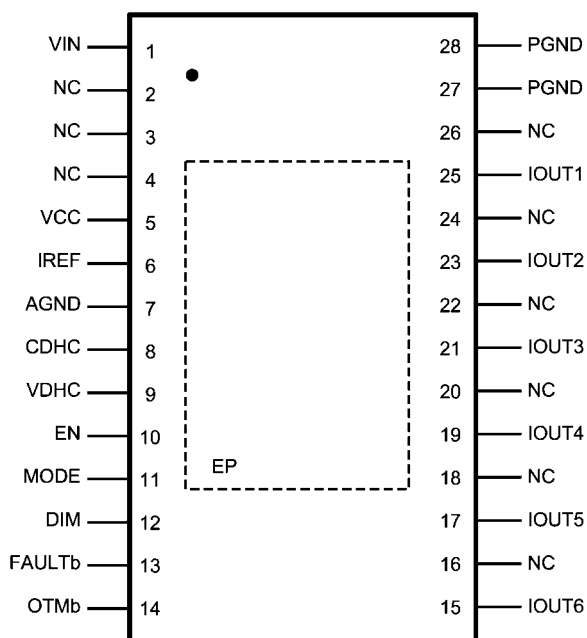 VIN 1 28 PGND
NC 2 27 PGND
NC 3 26 NC
NC 4 25 IOUT1
VCC 5 24 NC
IREF 6 23 IOUT2
AGND 7 22 NC
CDHC 8 21 IOUT3
VDHC 9 20 NC
EN 10 19 IOUT4
EP
MODE 11 18 NC
DIM 12 17 IOUT5
FAULTb 13 16 NC
OTMb 14 15 IOUT6